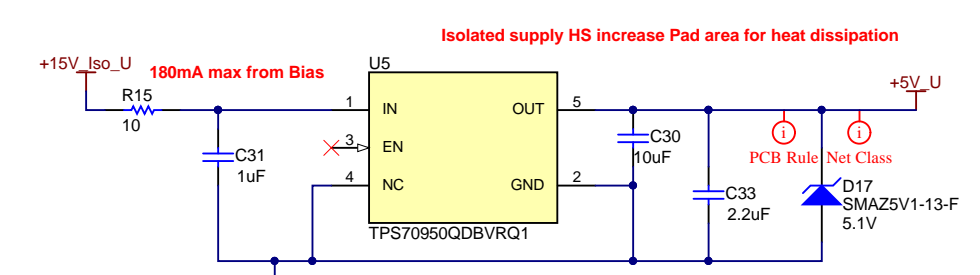 Isolated supply HS increase Pad area for heat dissipation
+15V_Iso_U
180mA max from Bias
U5
+5V_U
R15
10
1
IN
OUT
5
C31
1uF
3
EN
C30
10uF
i
i
PCB Rule
Net Class
4
NC
GND
2
C33
2.2uF
D17
SMAZ5V1-13-F
5.1V
TPS70950QDBVRQ1